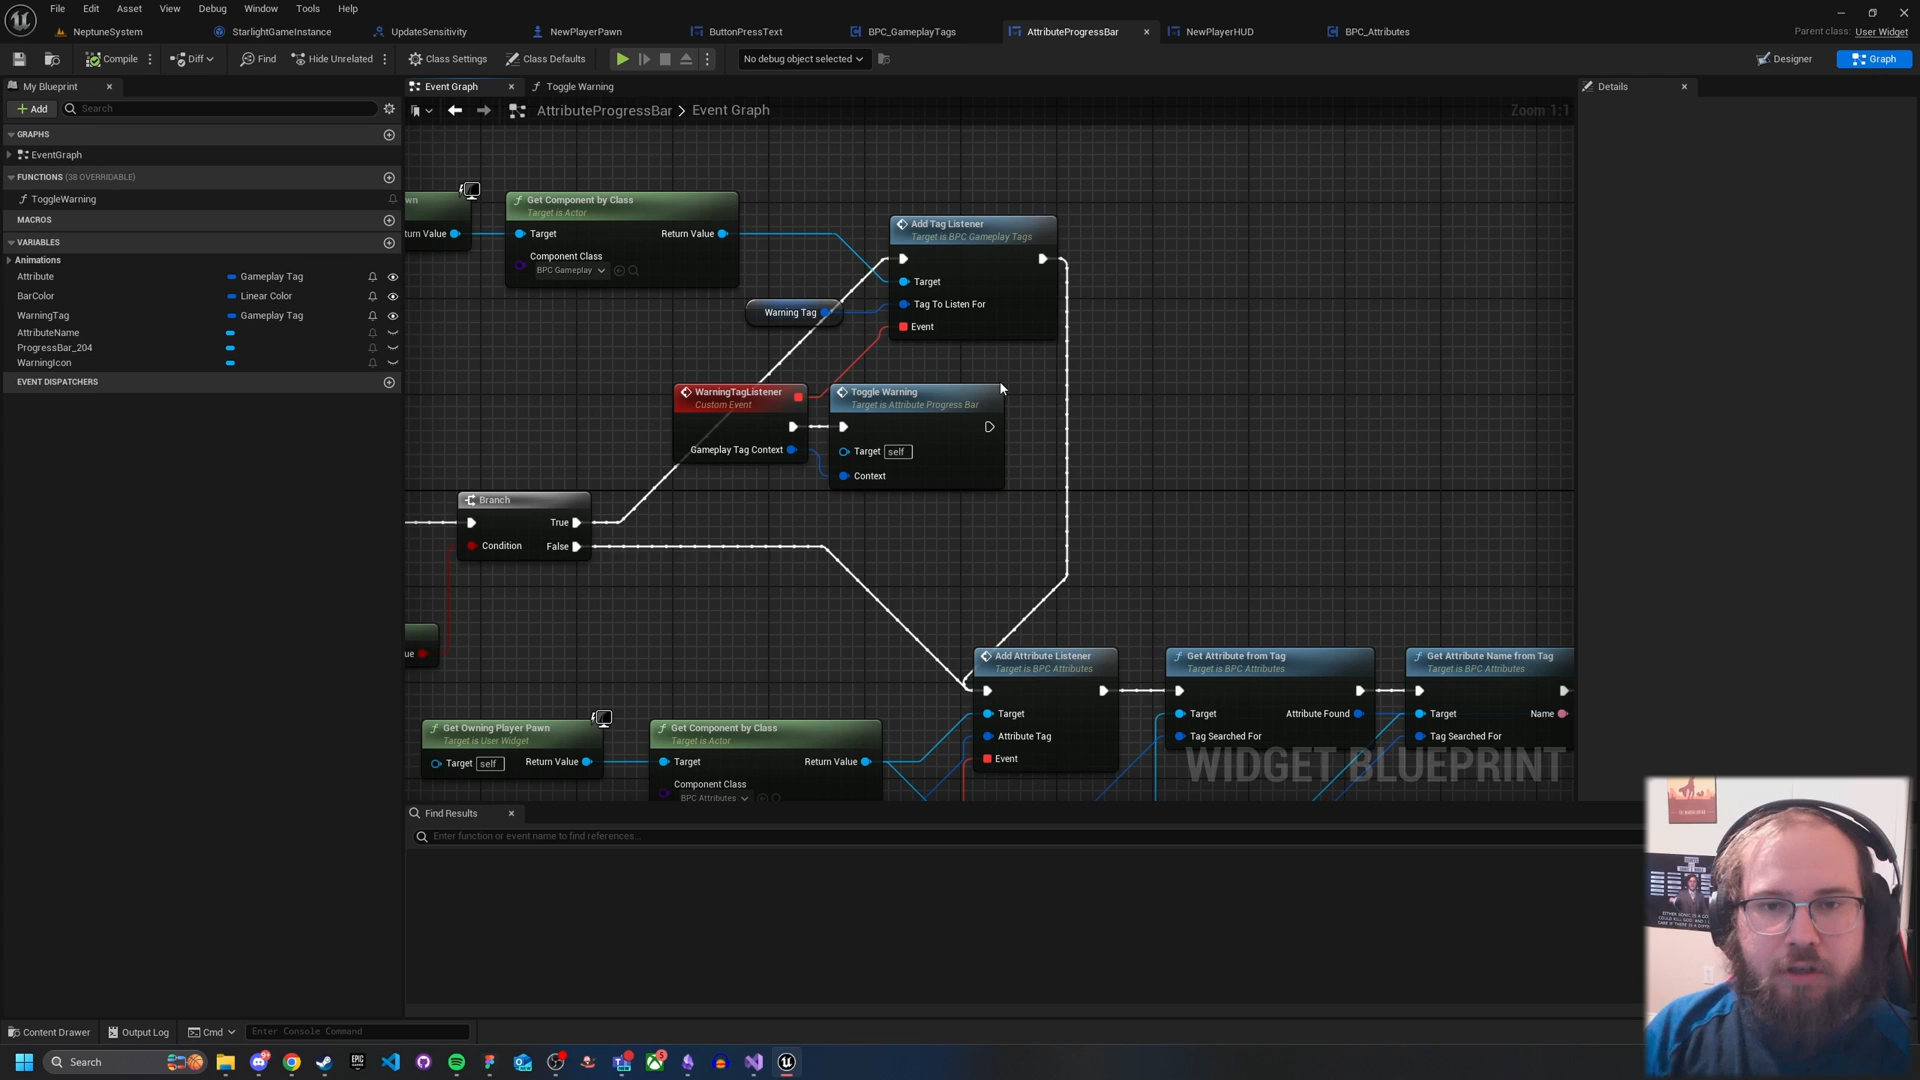 File Edit Asset View Window Debug Tools Help
NeptuneSystem StarlightGameInstance UpdateSensitivity NewPlayerPawn ButtonPressText BPC_GameplayTags AttributeProgressBar NewPlayerHUD BPC_Attributes
Parent class: User Widget
Compile Diff Find Hide Unrelated Class Settings Class Defaults No debug object selected Designer Graph
My Blueprint
Event Graph Toggle Warning
Details
Add Search
AttributeProgressBar > Event Graph
Zoom 1:1
GRAPHS
EventGraph
FUNCTIONS (38 OVERRIDABLE)
ToggleWarning
MACROS
VARIABLES
Animations
Attribute Gameplay Tag
BarColor Linear Color
WarningTag Gameplay Tag
AttributeName
ProgressBar_204
WarningIcon
EVENT DISPATCHERS
wn
turn Value
Get Component by Class
Target is Actor
Target Return Value
Component Class
BPC Gameplay
Add Tag Listener
Target is BPC Gameplay Tags
Target
Tag To Listen For
Event
Warning Tag
WarningTagListener
Custom Event
Gameplay Tag Context
Toggle Warning
Target is Attribute Progress Bar
Target self
Context
Branch
True
Condition False
ue
Get Owning Player Pawn
Target is User Widget
Target self Return Value
Get Component by Class
Target is Actor
Target Return Value
Component Class
BPC Attributes
Add Attribute Listener
Target is BPC Attributes
Target
Attribute Tag
Event
Get Attribute from Tag
Target is BPC Attributes
Target Attribute Found
Tag Searched For
Get Attribute Name from Tag
Target is BPC Attributes
Target Name
Tag Searched For
WIDGET BLUEPRINT
Find Results
Enter function or event name to find references...
Content Drawer Output Log Cmd Enter Console Command
Search